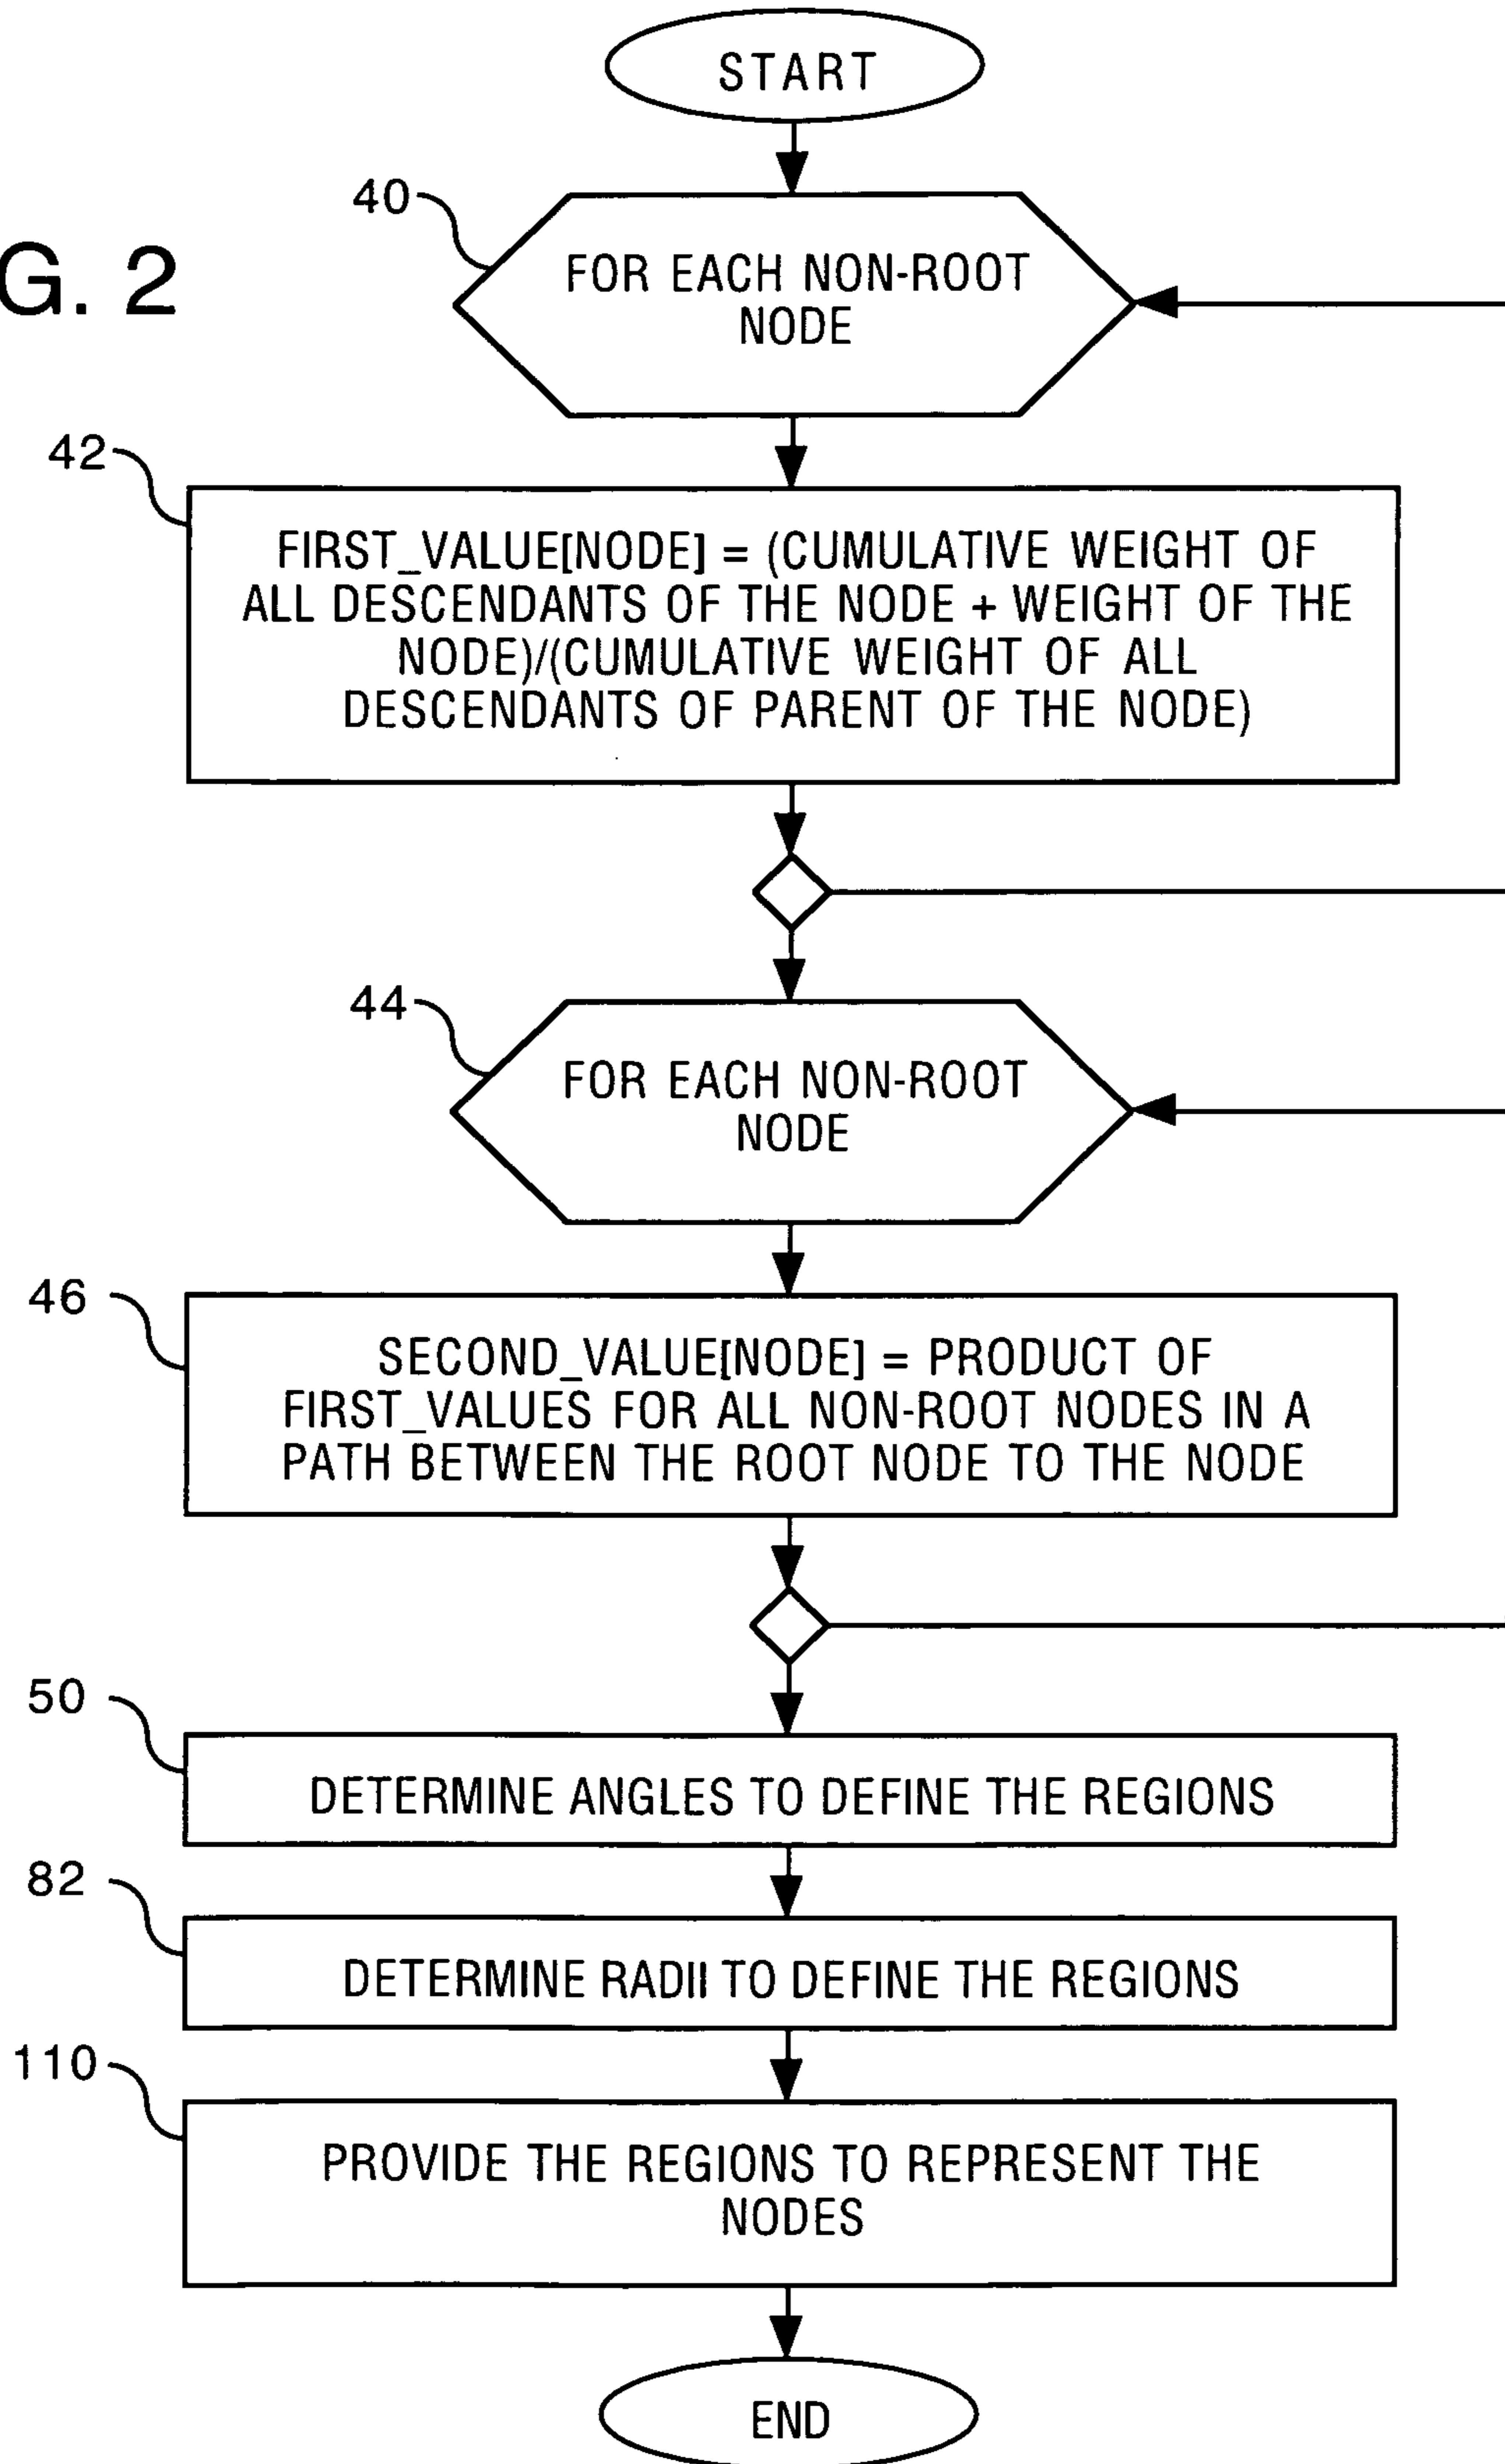 START
40
G. 2
FOR EACH NON-ROOT
NODE
42
FIRST_VALUE[NODE] = (CUMULATIVE WEIGHT OF
ALL DESCENDANTS OF THE NODE + WEIGHT OF THE
NODE)/(CUMULATIVE WEIGHT OF ALL
DESCENDANTS OF PARENT OF THE NODE)
44
FOR EACH NON-ROOT
NODE
46
SECOND_VALUE[NODE] = PRODUCT OF
FIRST_VALUES FOR ALL NON-ROOT NODES IN A
PATH BETWEEN THE ROOT NODE TO THE NODE
50
DETERMINE ANGLES TO DEFINE THE REGIONS
82
DETERMINE RADII TO DEFINE THE REGIONS
110
PROVIDE THE REGIONS TO REPRESENT THE
NODES
END